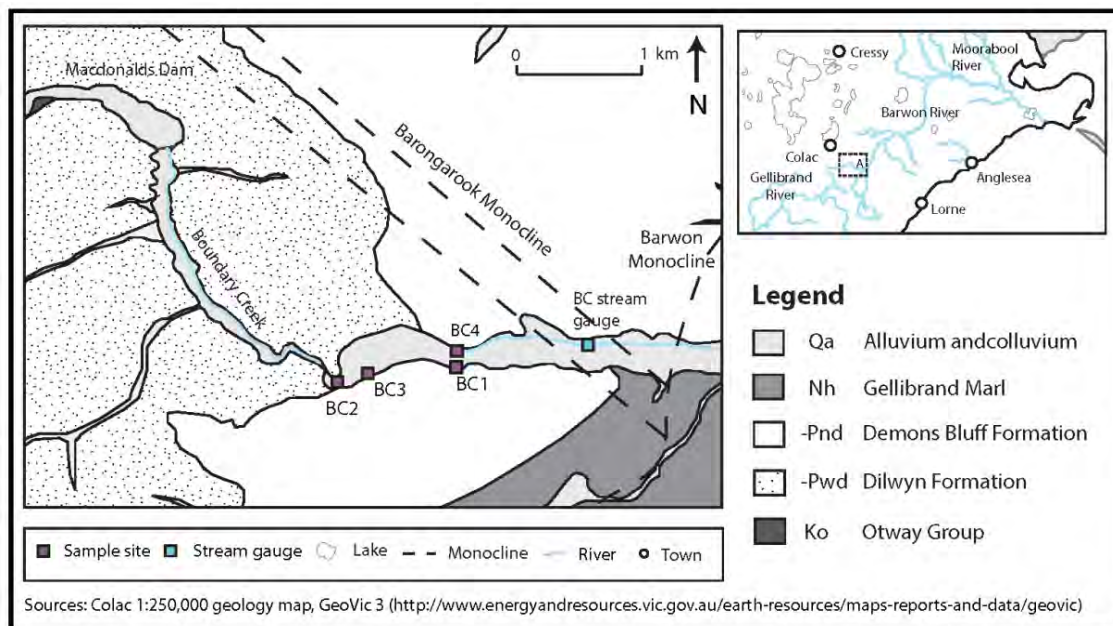 Macdonalds Dam
0 1 km
N
Barongarook Monocline
Boundary Creek
Barwon
Monocline
BC stream
gauge
BC4
BC1
BC3
BC2
Cressy
Moorabool
River
Barwon River
Colac
A
Gellibrand
River
Anglesea
Lorne
Legend
Qa Alluvium andcolluvium
Nh Gellibrand Marl
-Pnd Demons Bluff Formation
-Pwd Dilwyn Formation
Ko Otway Group
Sample site Stream gauge Lake Monocline River Town
Sources: Colac 1:250,000 geology map, GeoVic 3 (http://www.energyandresources.vic.gov.au/earth-resources/maps-reports-and-data/geovic)